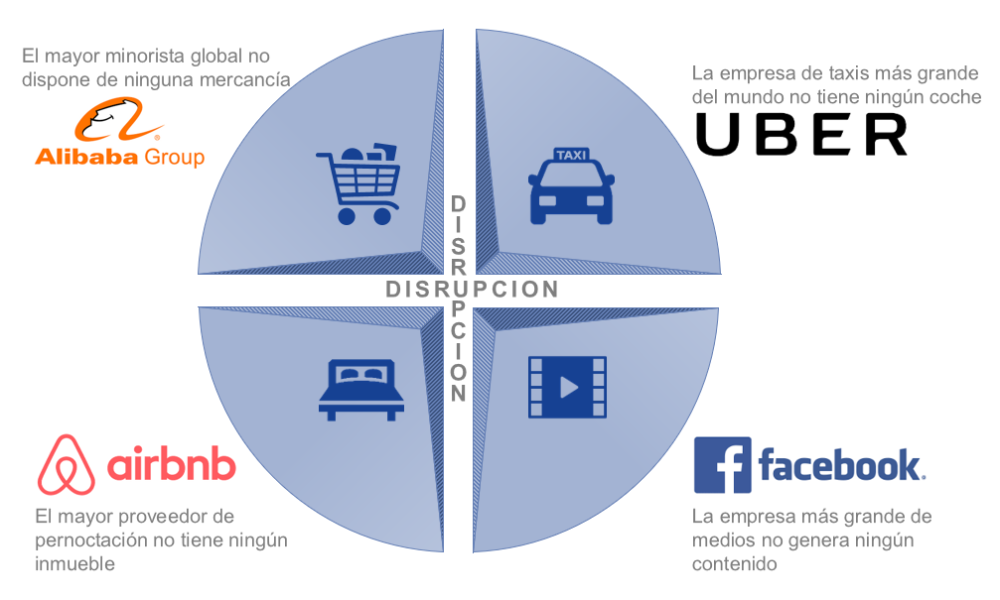 El mayor minorista global no
dispone de ninguna mercancía
Alibaba Group
®
La empresa de taxis más grande
del mundo no tiene ningún coche
UBER
TAXI
DISRUPCION
DISRUPCION
airbnb
El mayor proveedor de
pernoctación no tiene ningún
inmueble
f facebook®
La empresa más grande de
medios no genera ningún
contenido